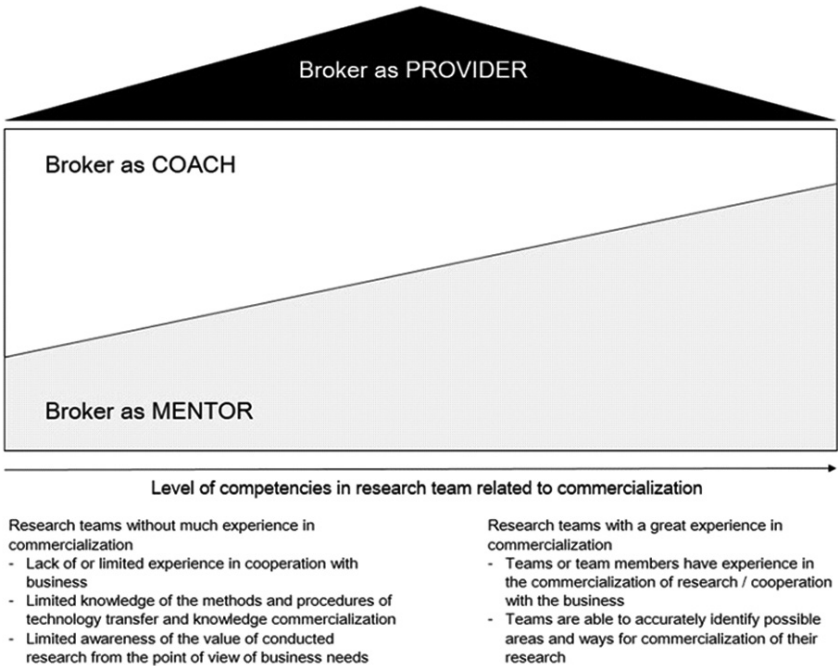 Broker as PROVIDER
Broker as COACH
Broker as MENTOR
Level of competencies in research team related to commercialization
Research teams without much experience in
commercialization
- Lack of or limited experience in cooperation with
business
- Limited knowledge of the methods and procedures of
technology transfer and knowledge commercialization
- Limited awareness of the value of conducted
research from the point of view of business needs
Research teams with a great experience in
commercialization
- Teams or team members have experience in
the commercialization of research / cooperation
with the business
- Teams are able to accurately identify possible
areas and ways for commercialization of their
research